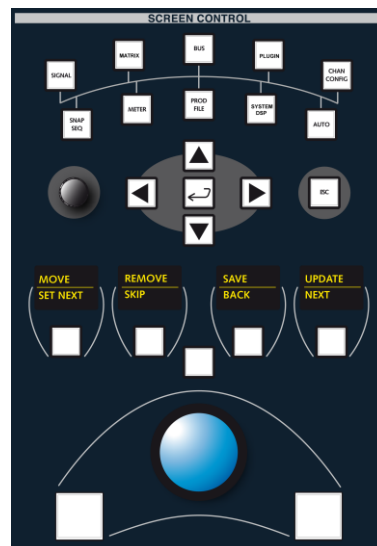 SCREEN CONTROL
SIGNAL
MATRIX
BUS
PLUGIN
CHAN
CONFIG
SNAP
SEQ
METER
PROD
FILE
SYSTEM
DSP
AUTO
ESC
MOVE
SET NEXT
REMOVE
SKIP
SAVE
BACK
UPDATE
NEXT